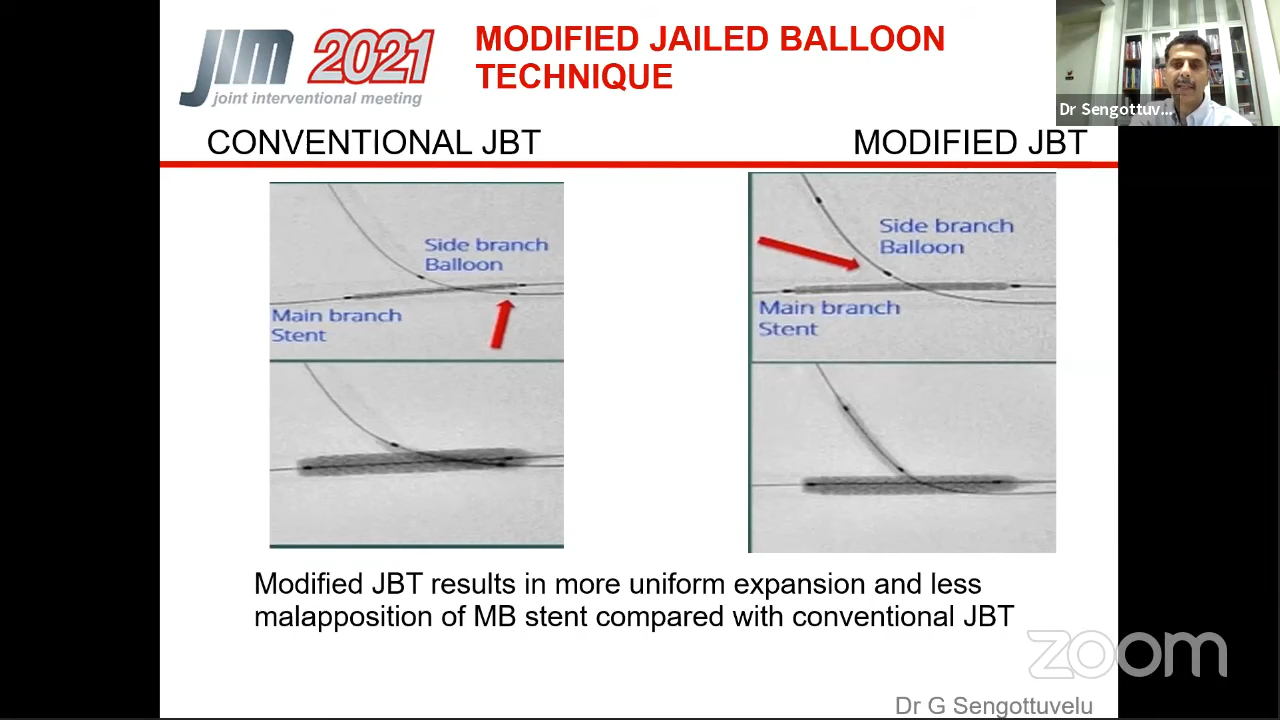 JIM 2021
joint interventional meeting
MODIFIED JAILED BALLOON
TECHNIQUE
Dr Sengottuv...
CONVENTIONAL JBT
MODIFIED JBT
Side branch
Balloon
Main branch
Stent
Side branch
Balloon
Main branch
Stent
Modified JBT results in more uniform expansion and less
malapposition of MB stent compared with conventional JBT
zoom
Dr G Sengottuvelu